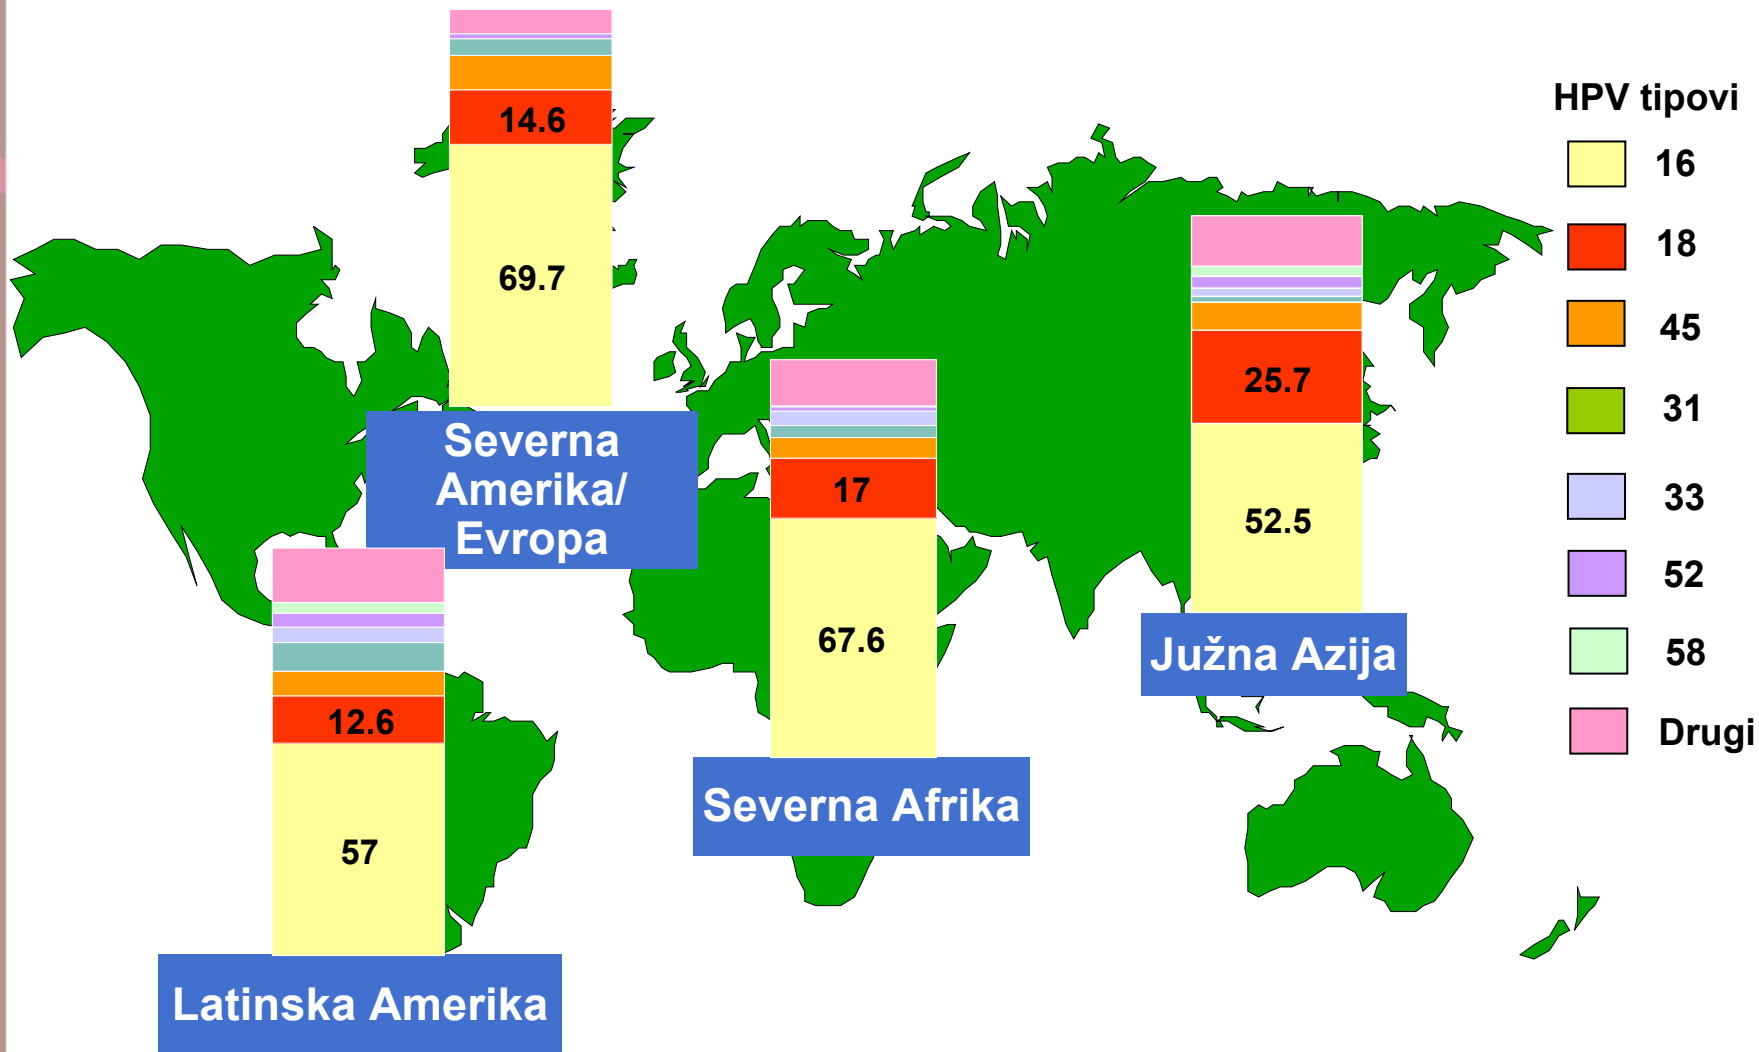 14.6
69.7
Severna
Amerika/
Evropa
12.6
57
Latinska Amerika
17
67.6
Severna Afrika
25.7
52.5
Južna Azija
HPV tipovi
16
18
45
31
33
52
58
Drugi